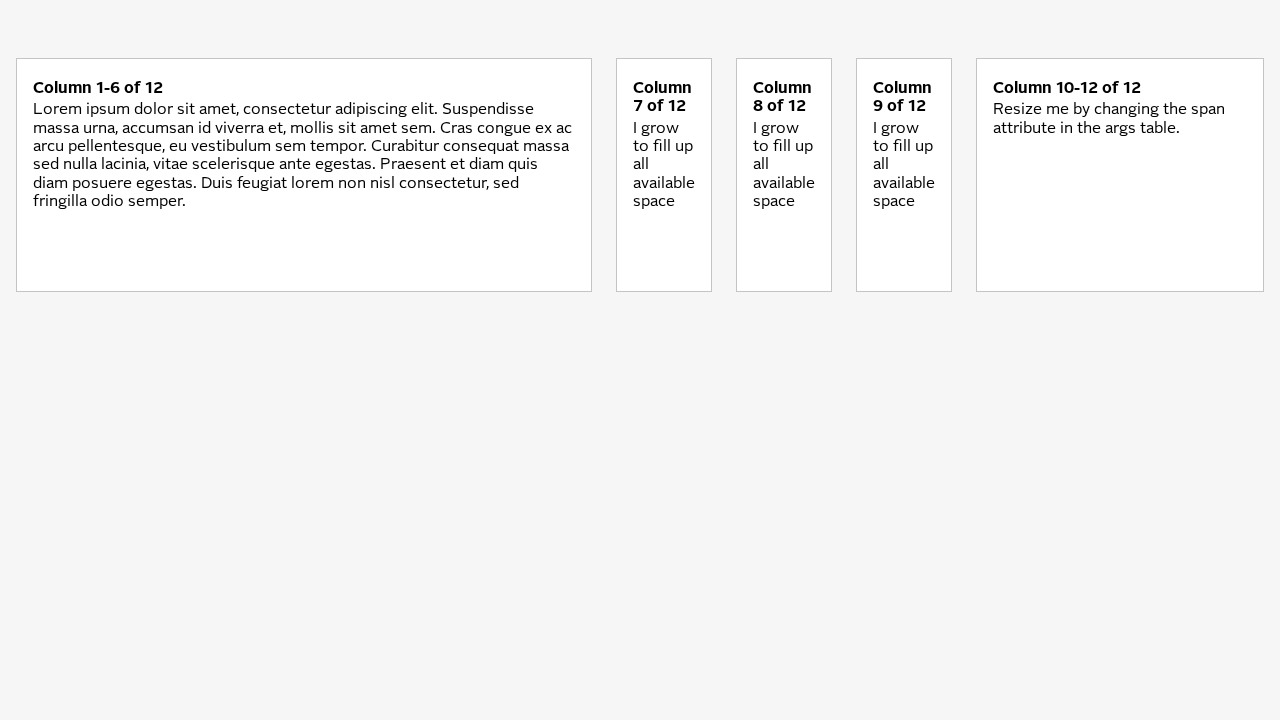 Column 1-6 of 12
Lorem ipsum dolor sit amet, consectetur adipiscing elit. Suspendisse
massa urna, accumsan id viverra et, mollis sit amet sem. Cras congue ex ac
arcu pellentesque, eu vestibulum sem tempor. Curabitur consequat massa
sed nulla lacinia, vitae scelerisque ante egestas. Praesent et diam quis
diam posuere egestas. Duis feugiat lorem non nisl consectetur, sed
fringilla odio semper.
Column
7 of 12
I grow
to fill up
all
available
space
Column
8 of 12
I grow
to fill up
all
available
space
Column
9 of 12
I grow
to fill up
all
available
space
Column 10-12 of 12
Resize me by changing the span
attribute in the args table.